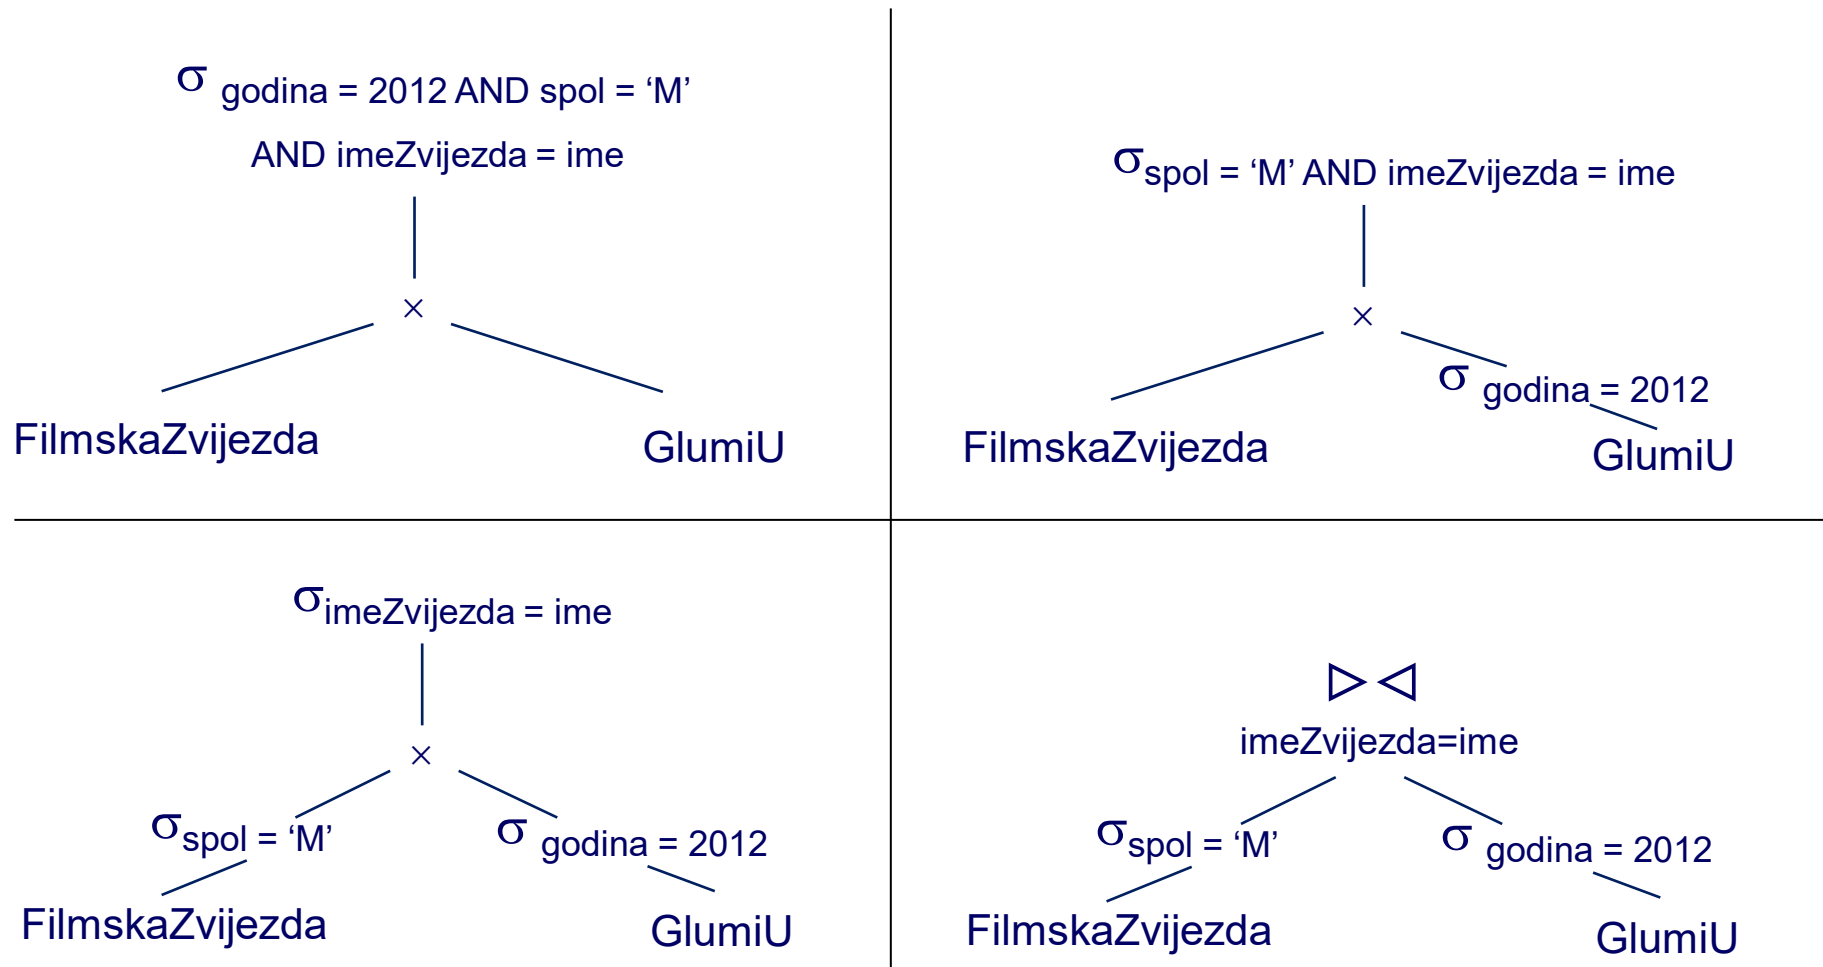 σ godina = 2012 AND spol = ‘M’
AND imeZvijezda = ime
×
FilmskaZvijezda
GlumiU
σspol = ‘M’ AND imeZvijezda = ime
×
σ godina = 2012
FilmskaZvijezda
GlumiU
σimeZvijezda = ime
×
σspol = ‘M’
σ godina = 2012
FilmskaZvijezda
GlumiU
▷◁
imeZvijezda=ime
σspol = ‘M’
σ godina = 2012
FilmskaZvijezda
GlumiU